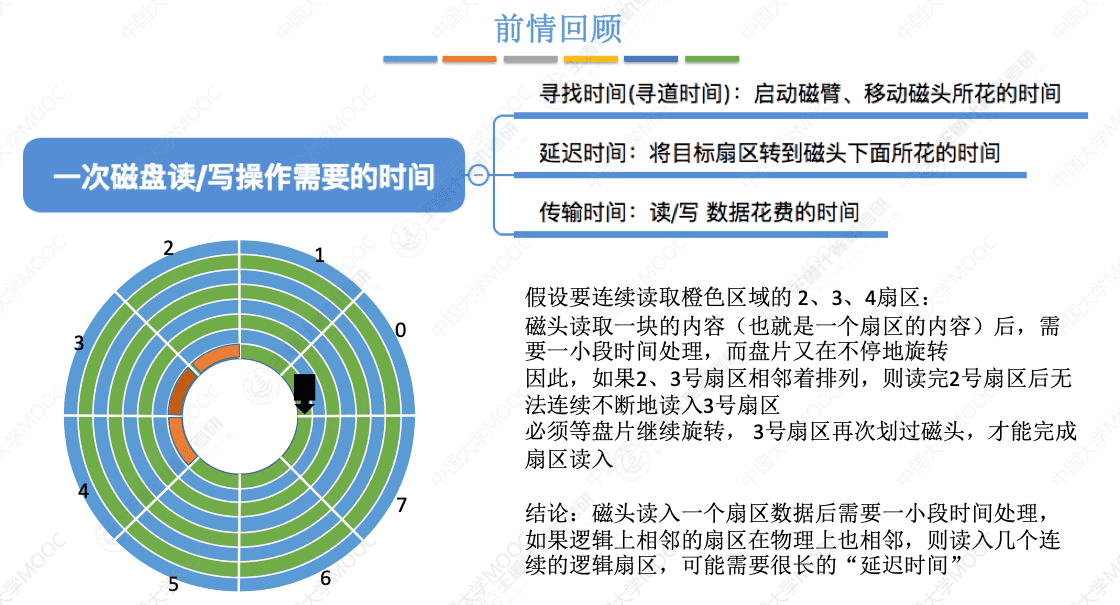 前情回顾
寻找时间(寻道时间)：启动磁臂、移动磁头所花的时间
一次磁盘读/写操作需要的时间
延迟时间：将目标扇区转到磁头下面所花的时间
传输时间：读/写 数据花费的时间
2
1
3
0
4
7
5
6
假设要连续读取橙色区域的 2、3、4扇区：
磁头读取一块的内容（也就是一个扇区的内容）后，需
要一小段时间处理，而盘片又在不停地旋转
因此，如果2、3号扇区相邻着排列，则读完2号扇区后无
法连续不断地读入3号扇区
必须等盘片继续旋转， 3号扇区再次划过磁头，才能完成
扇区读入
结论：磁头读入一个扇区数据后需要一小段时间处理，
如果逻辑上相邻的扇区在物理上也相邻，则读入几个连
续的逻辑扇区，可能需要很长的“延迟时间”
中国大学MOOC